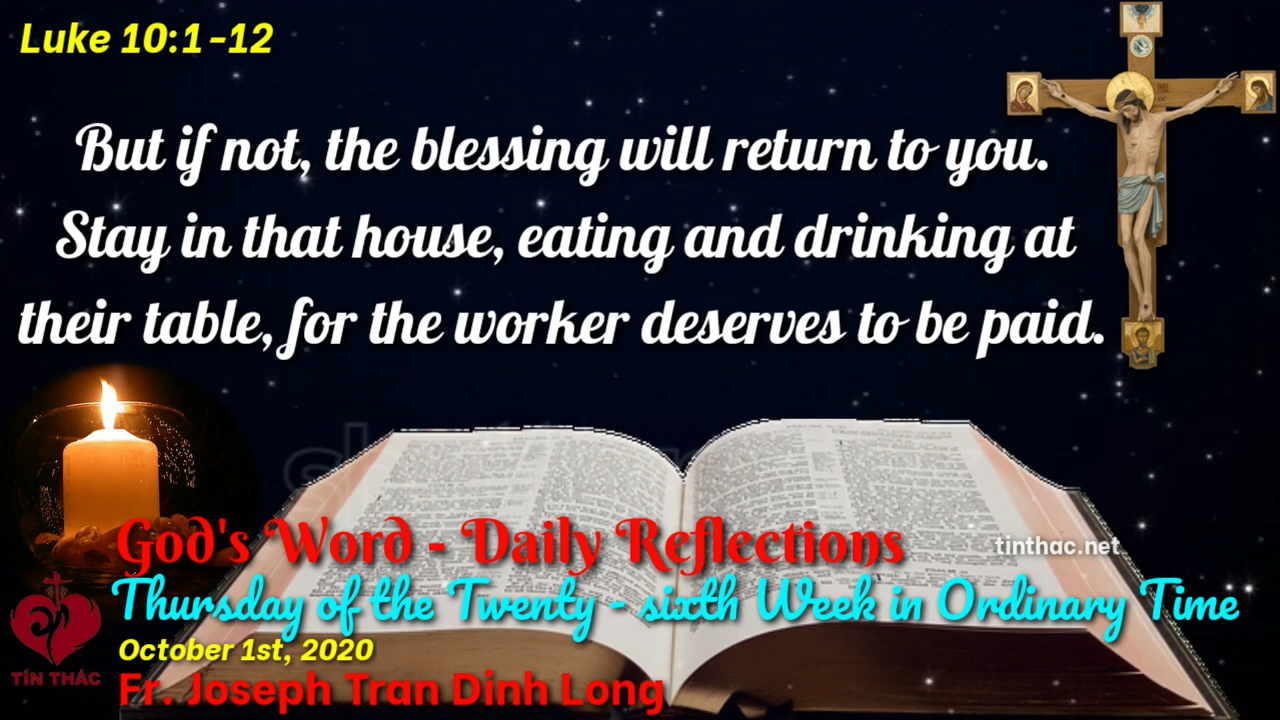 Luke 10:1-12
But if not, the blessing will return to you.
Stay in that house, eating and drinking at
their table, for the worker deserves to be paid.
God's Word - Daily Reflections
tinthac.net
Thursday of the Twenty - sixth Week in Ordinary Time
October 1st, 2020
TÍN THÁC
Fr. Joseph Tran Dinh Long